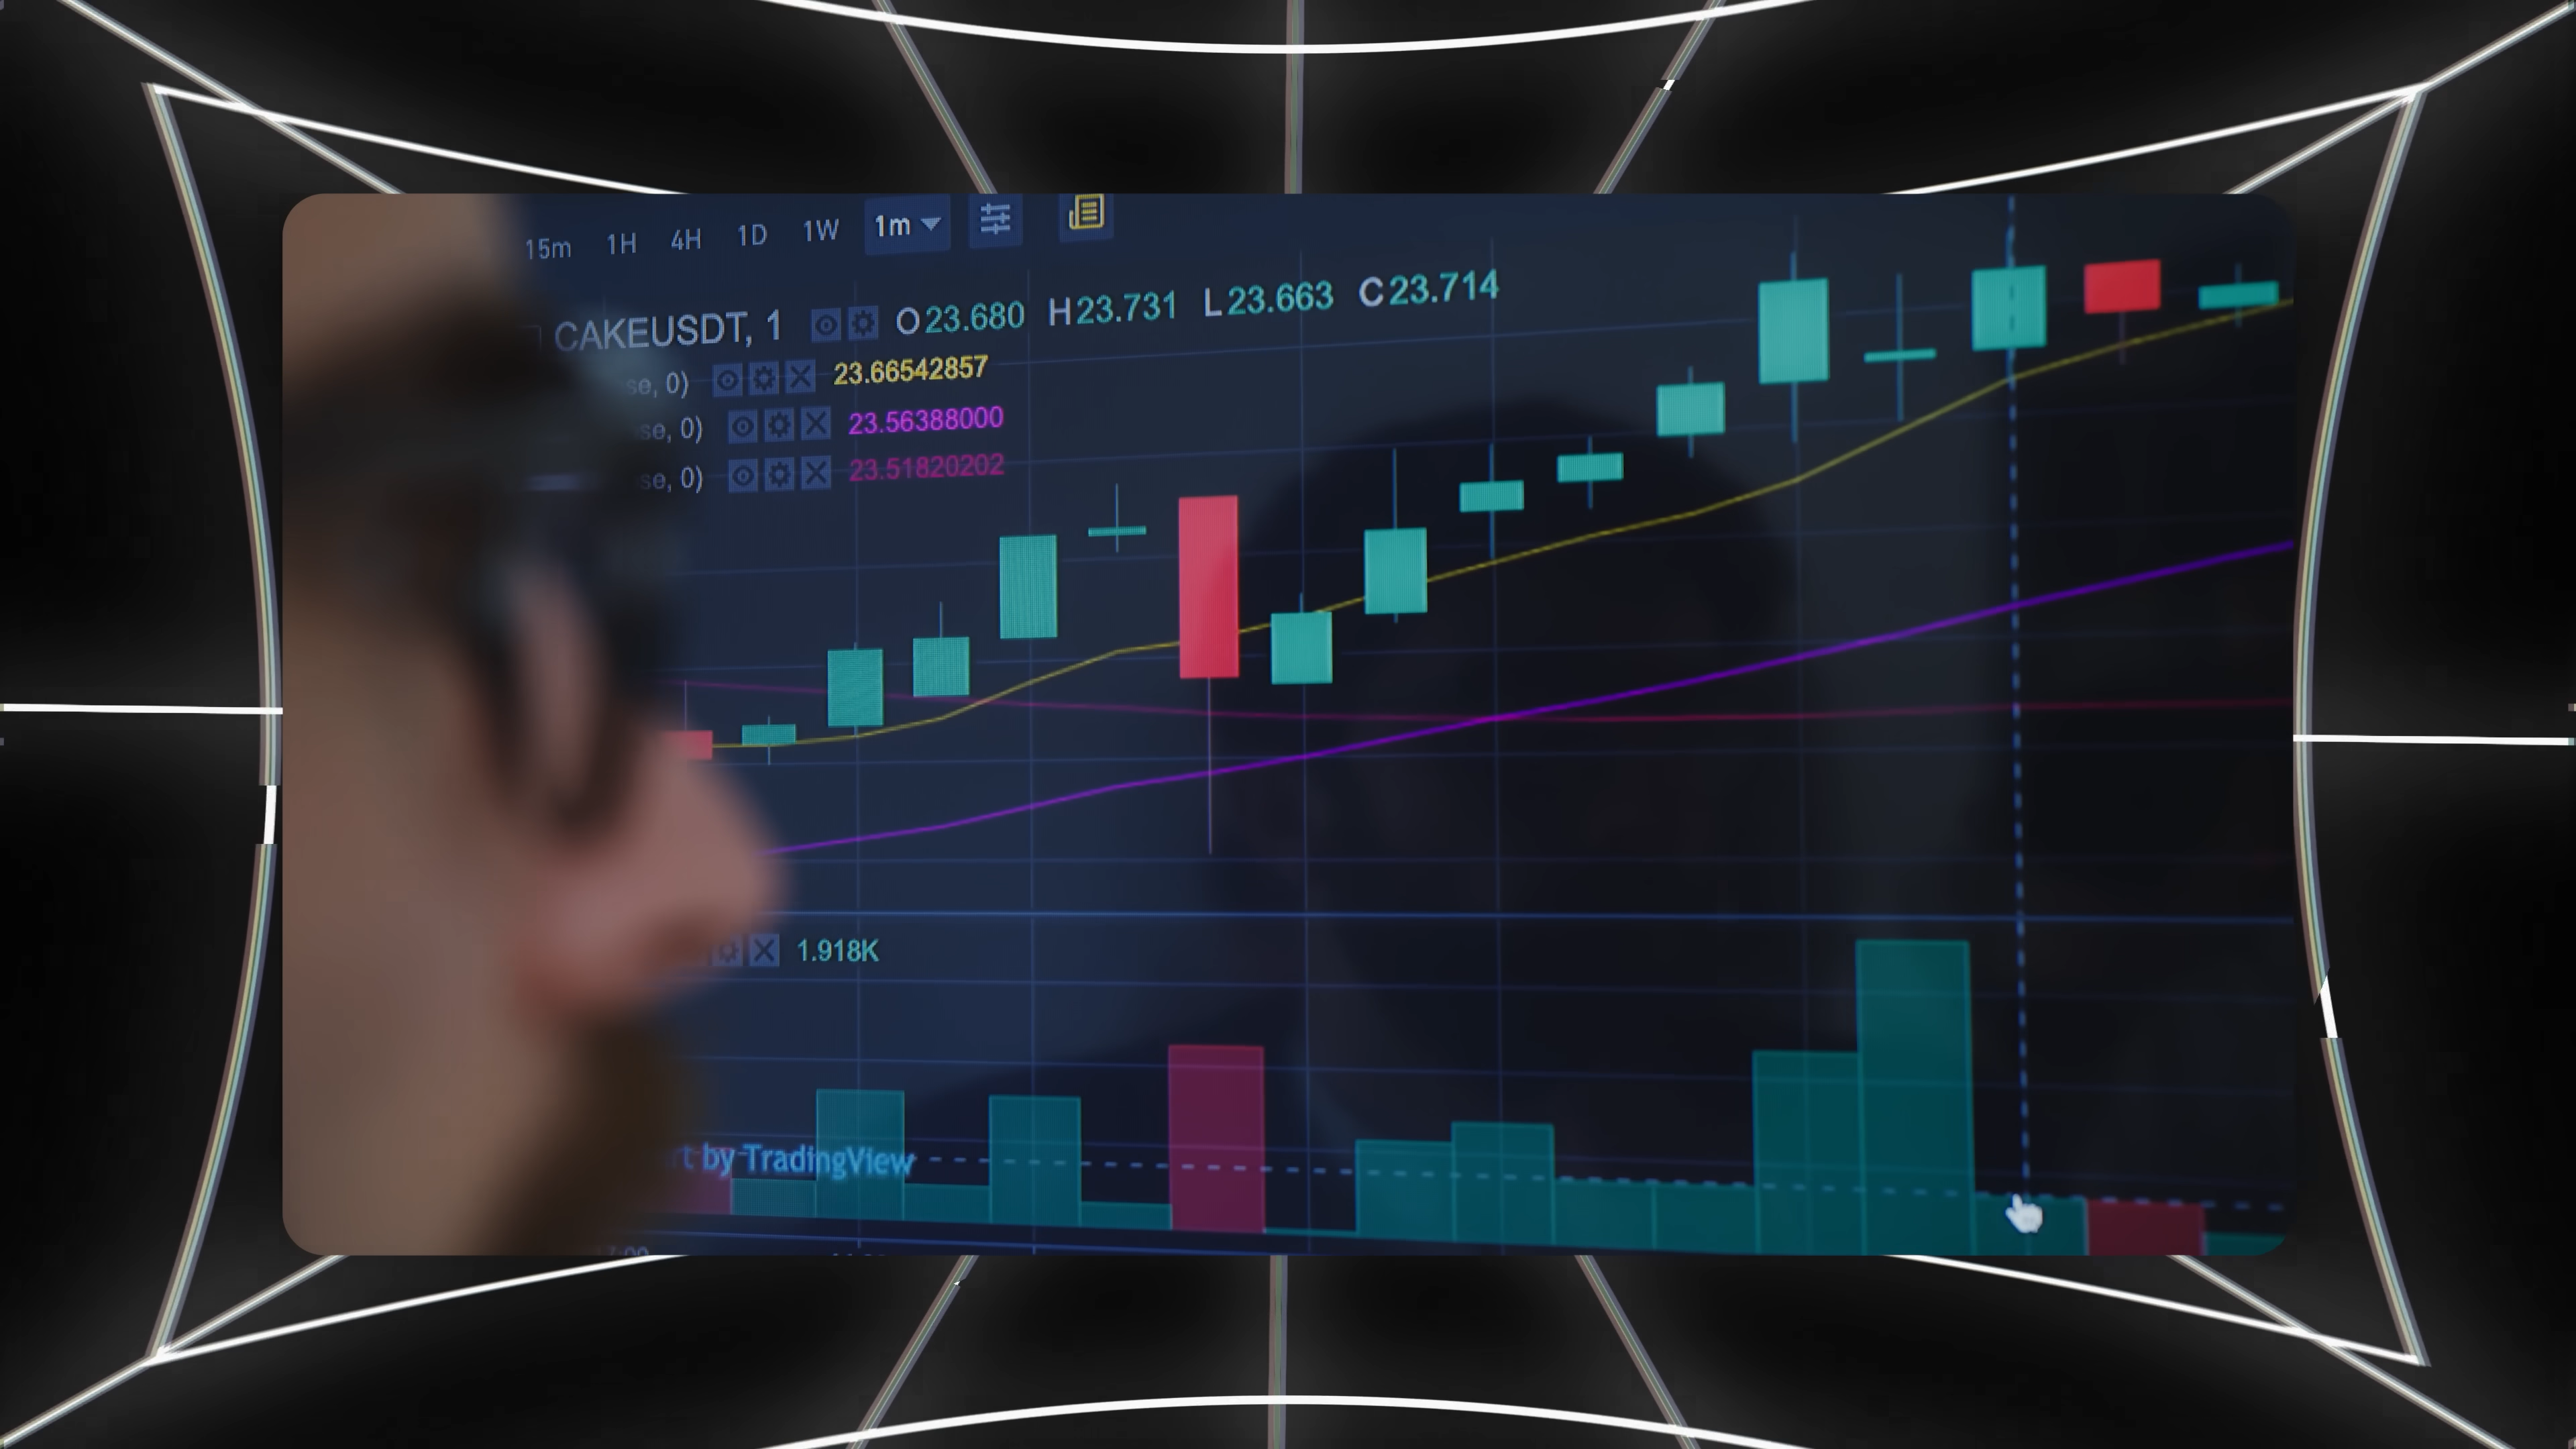 15m 1H 4H 1D 1W 1m
CAKEUSDT, 1 O23.680 H23.731 L23.663 C23.714
se, 0) 23.66542857
se, 0) 23.56388000
se, 0) 23.51820202
1.918K
by TradingView